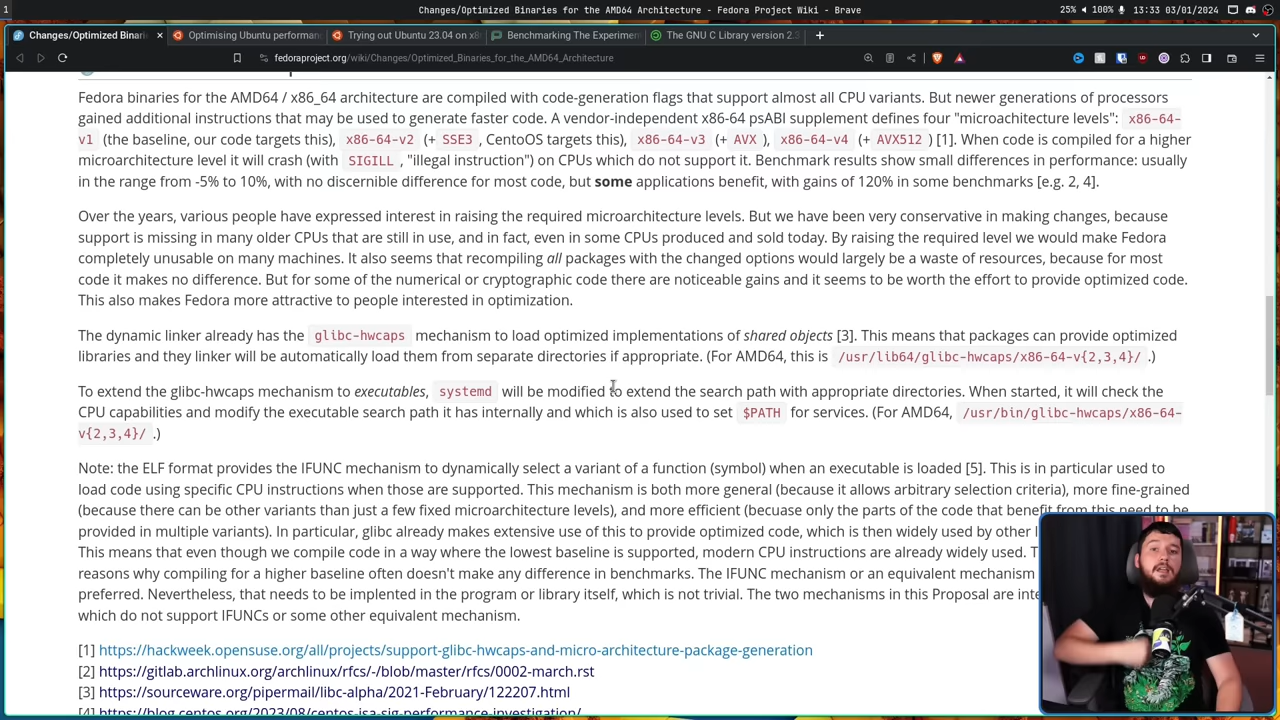 1
Changes/Optimized Binaries for the AMD64 Architecture - Fedora Project Wiki - Brave
25% 100% 13:33 03/01/2024
Changes/Optimized Binari
Optimising Ubuntu performan
Trying out Ubuntu 23.04 on x8
Benchmarking The Experimen
The GNU C Library version 2.3
fedoraproject.org/wiki/Changes/Optimized_Binaries_for_the_AMD64_Architecture
Fedora binaries for the AMD64 / x86_64 architecture are compiled with code-generation flags that support almost all CPU variants. But newer generations of processors
gained additional instructions that may be used to generate faster code. A vendor-independent x86-64 psABI supplement defines four "microarchitecture levels": x86-64-
v1 (the baseline, our code targets this), x86-64-v2 (+ SSE3 , CentOS targets this), x86-64-v3 (+ AVX ), x86-64-v4 (+ AVX512 ) [1]. When code is compiled for a higher
microarchitecture level it will crash (with SIGILL , "illegal instruction") on CPUs which do not support it. Benchmark results show small differences in performance: usually
in the range from -5% to 10%, with no discernible difference for most code, but some applications benefit, with gains of 120% in some benchmarks [e.g. 2, 4].
Over the years, various people have expressed interest in raising the required microarchitecture levels. But we have been very conservative in making changes, because
support is missing in many older CPUs that are still in use, and in fact, even in some CPUs produced and sold today. By raising the required level we would make Fedora
completely unusable on many machines. It also seems that recompiling all packages with the changed options would largely be a waste of resources, because for most
code it makes no difference. But for some of the numerical or cryptographic code there are noticeable gains and it seems to be worth the effort to provide optimized code.
This also makes Fedora more attractive to people interested in optimization.
The dynamic linker already has the glibc-hwcaps mechanism to load optimized implementations of shared objects [3]. This means that packages can provide optimized
libraries and they linker will be automatically load them from separate directories if appropriate. (For AMD64, this is /usr/lib64/glibc-hwcaps/x86-64-v{2,3,4}/ .)
To extend the glibc-hwcaps mechanism to executables, systemd will be modified to extend the search path with appropriate directories. When started, it will check the
CPU capabilities and modify the executable search path it has internally and which is also used to set $PATH for services. (For AMD64, /usr/bin/glibc-hwcaps/x86-64-
v{2,3,4}/ .)
Note: the ELF format provides the IFUNC mechanism to dynamically select a variant of a function (symbol) when an executable is loaded [5]. This is in particular used to
load code using specific CPU instructions when those are supported. This mechanism is both more general (because it allows arbitrary selection criteria), more fine-grained
(because there can be other variants than just a few fixed microarchitecture levels), and more efficient (becuase only the parts of the code that benefit from this need to be
provided in multiple variants). In particular, glibc already makes extensive use of this to provide optimized code, which is then widely used by other
This means that even though we compile code in a way where the lowest baseline is supported, modern CPU instructions are already widely used.
reasons why compiling for a higher baseline often doesn't make any difference in benchmarks. The IFUNC mechanism or an equivalent mechanism
preferred. Nevertheless, that needs to be implented in the program or library itself, which is not trivial. The two mechanisms in this Proposal are
which do not support IFUNCs or some other equivalent mechanism.
[1] https://hackweek.opensuse.org/all/projects/support-glibc-hwcaps-and-micro-architecture-package-generation
[2] https://gitlab.archlinux.org/archlinux/rfcs/-/blob/master/rfcs/0002-march.rst
[3] https://sourceware.org/pipermail/libc-alpha/2021-February/122207.html
[4] https://blog.centos.org/2023/08/centos-isa-sig-performance-investigation/